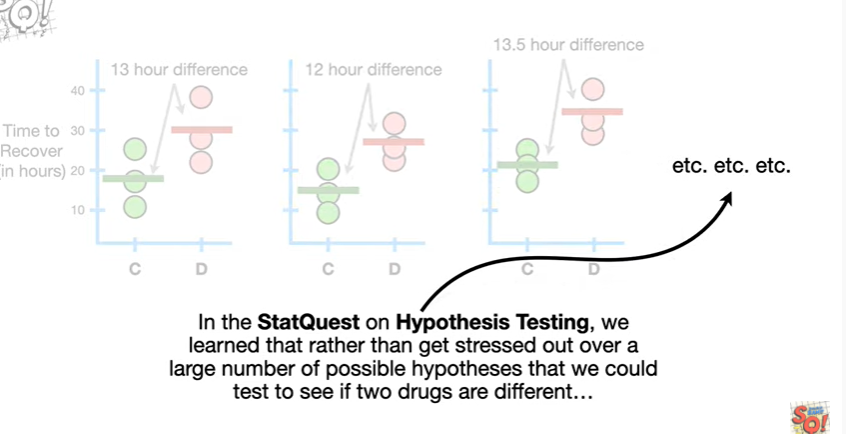 13 hour difference
12 hour difference
13.5 hour difference
Time to
Recover
(in hours)
40
30
20
10
C
D
C
D
C
D
etc. etc. etc.
In the StatQuest on Hypothesis Testing, we
learned that rather than get stressed out over a
large number of possible hypotheses that we could
test to see if two drugs are different…